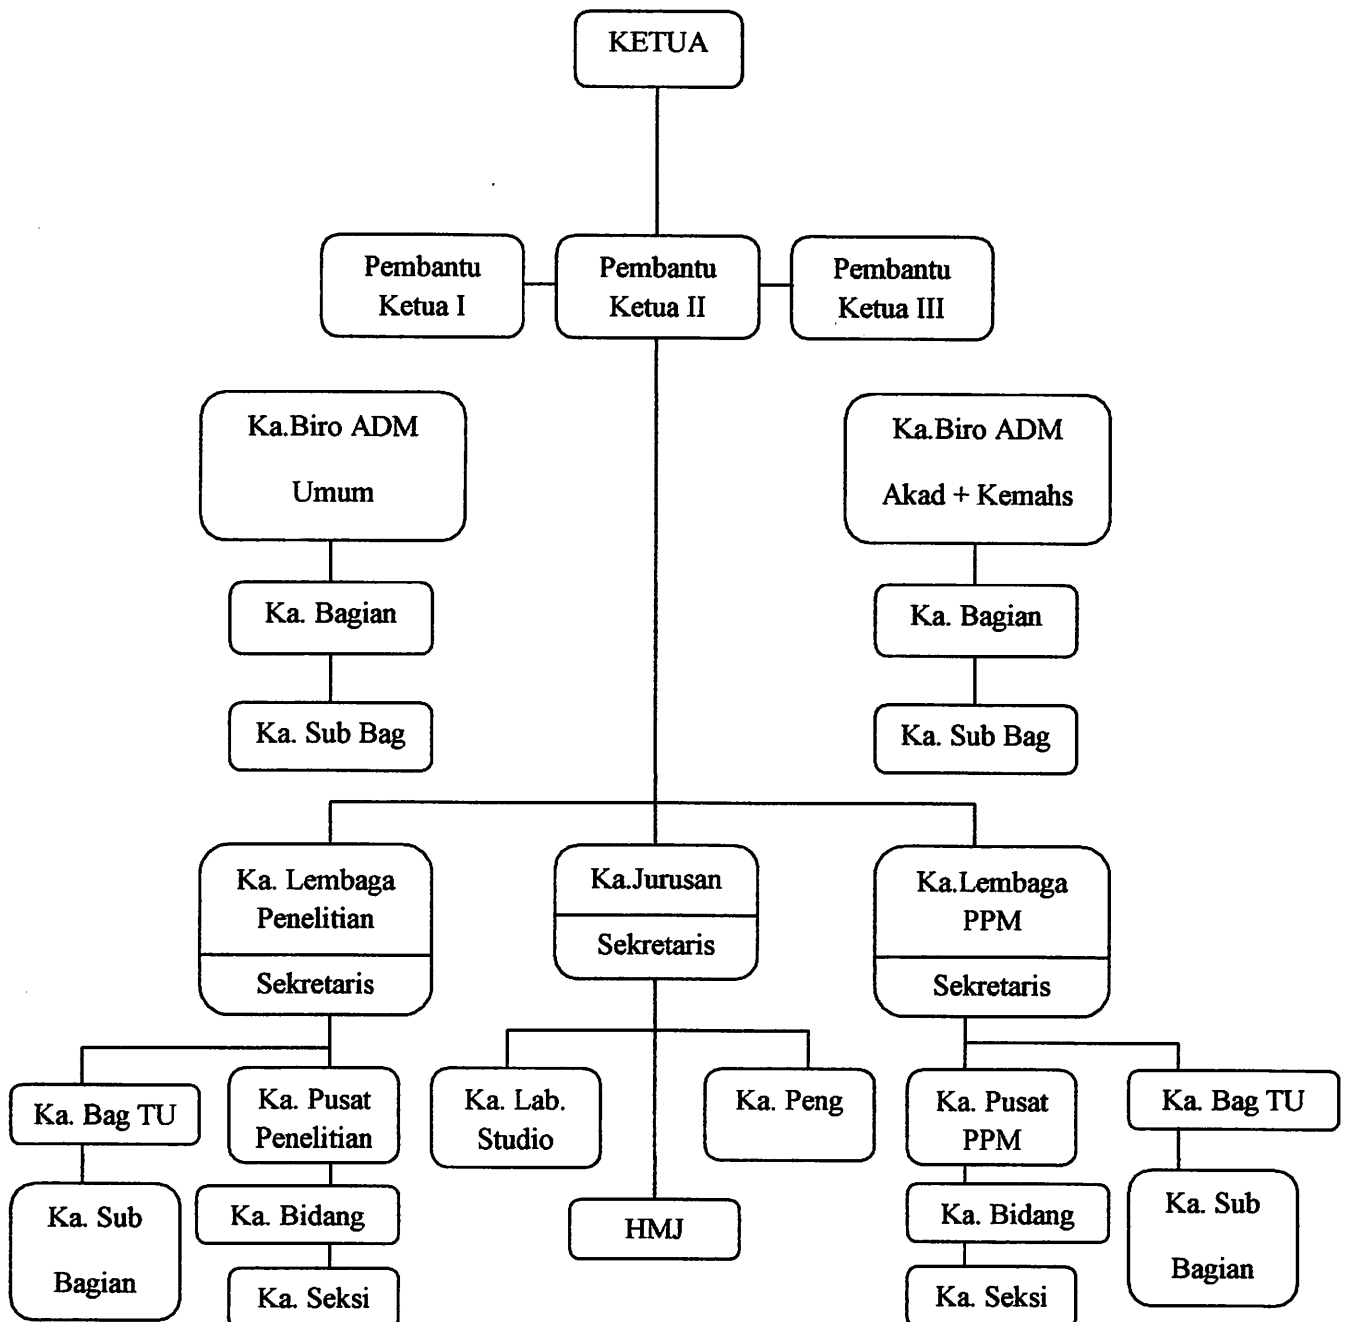 KETUA
Pembantu
Ketua I
Pembantu
Ketua II
Pembantu
Ketua III
Ka.Biro ADM
Umum
Ka.Biro ADM
Akad + Kemahs
Ka. Bagian
Ka. Bagian
Ka. Sub Bag
Ka. Sub Bag
Ka. Lembaga
Penelitian
Sekretaris
Ka.Jurusan
Sekretaris
Ka.Lembaga
PPM
Sekretaris
Ka. Bag TU
Ka. Pusat
Penelitian
Ka. Lab.
Studio
Ka. Peng
Ka. Pusat
PPM
Ka. Bag TU
Ka. Sub
Bagian
Ka. Bidang
HMJ
Ka. Bidang
Ka. Sub
Bagian
Ka. Seksi
Ka. Seksi